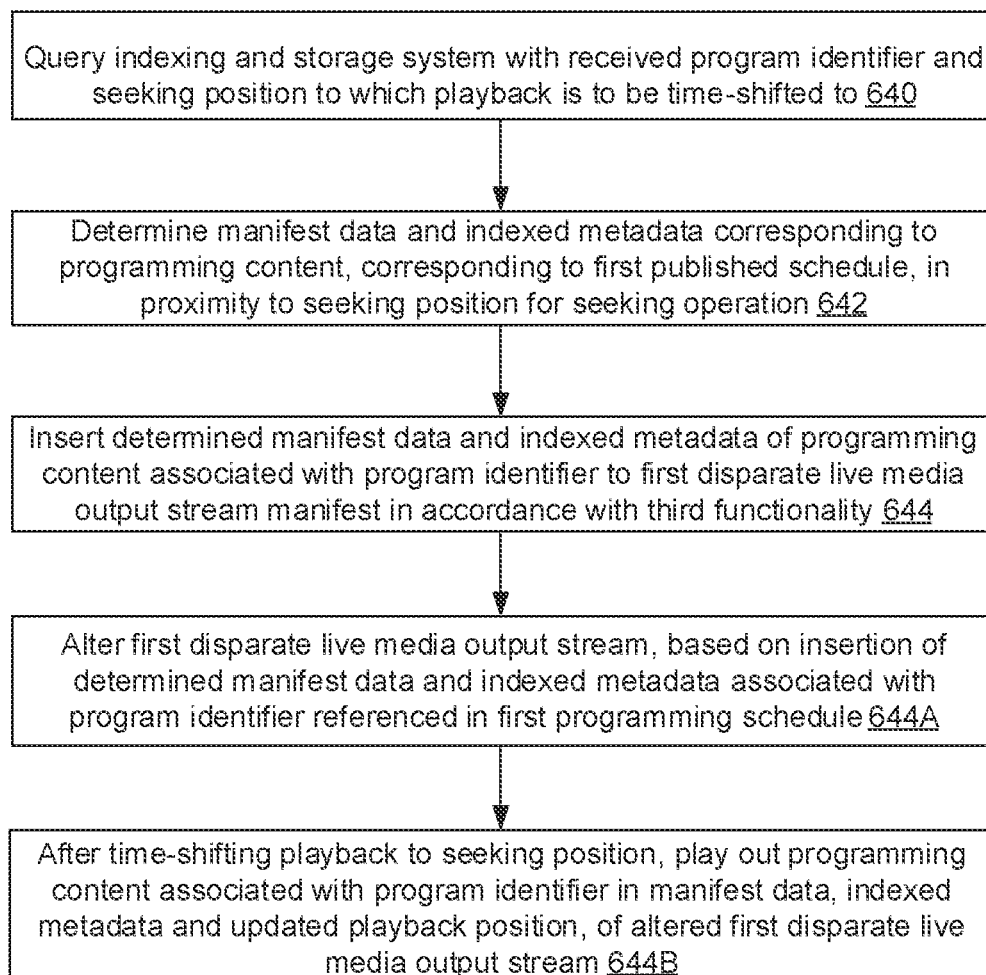 Query indexing and storage system with received program identifier and
seeking position to which playback is to be time-shifted to 640
Determine manifest data and indexed metadata corresponding to
programming content, corresponding to first published schedule, in
proximity to seeking position for seeking operation 642
Insert determined manifest data and indexed metadata of programming
content associated with program identifier to first disparate live media
output stream manifest in accordance with third functionality 644
Alter first disparate live media output stream, based on insertion of
determined manifest data and indexed metadata associated with
program identifier referenced in first programming schedule 644A
After time-shifting playback to seeking position, play out programming
content associated with program identifier in manifest data, indexed
metadata and updated playback position, of altered first disparate live
media output stream 644B